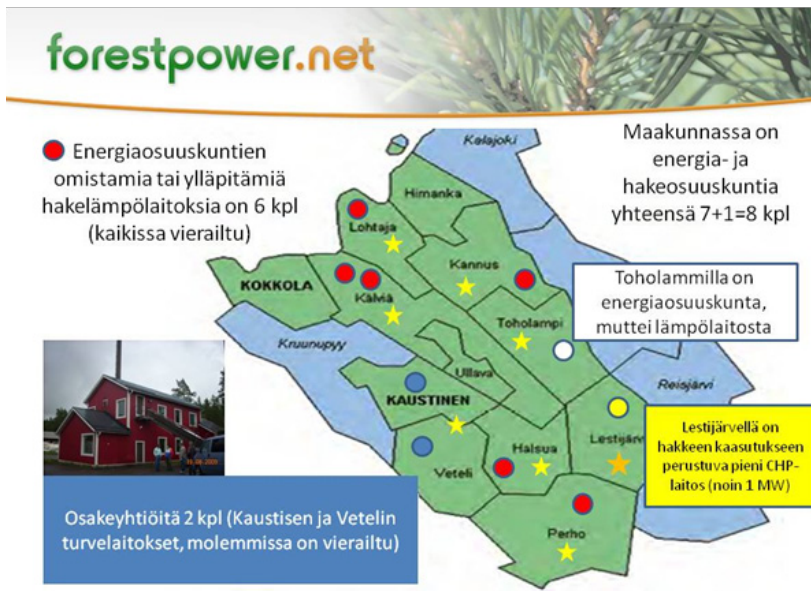 forestpower.net
Energiaosuuskuntien
omistamia tai ylläpitämiä
hakelämpölaitoksia on 6 kpl
(kaikissa vierailtu)
Maakunnassa on
energia- ja
hakeosuuskuntia
yhteensä 7+1=8 kpl
Kalajoki
Himanka
Lohtaja
Kannus
KOKKOLA
Kälviä
Toholampi
Toholammilla on
energiaosuuskunta,
muttei lämpölaitosta
Kruunupyy
Ullava
Reisjärvi
KAUSTINEN
Lestijärvi
Halsua
Veteli
Perho
Lestijärvellä on
hakkeen kaasutukseen
perustuva pieni CHP-
laitos (noin 1 MW)
Osakeyhtiöitä 2 kpl (Kaustisen ja Vetelin
turvelaitokset, molemmissa on vierailtu)